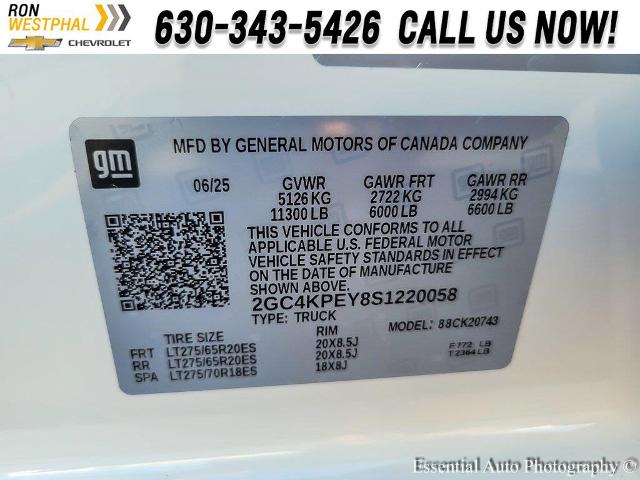 RON
WESTPHAL
CHEVROLET
630-343-5426 CALL US NOW!
gm
MFD BY GENERAL MOTORS OF CANADA COMPANY
06/25 GVWR GAWR FRT GAWR RR
5126 KG 2722 KG 2994 KG
11300 LB 6000 LB 6600 LB
THIS VEHICLE CONFORMS TO ALL
APPLICABLE U.S. FEDERAL MOTOR
VEHICLE SAFETY STANDARDS IN EFFECT
ON THE DATE OF MANUFACTURE
SHOWN ABOVE.
2GC4KPEY8S1220058
TYPE: TRUCK MODEL: 88CK20743
TIRE SIZE RIM
FRT LT275/65R20ES 20X8.5J F 772 LB
RR LT275/65R20ES 20X8.5J T 2364 LB
SPA LT275/70R18ES 18X8J
Essential Auto Photography (C)